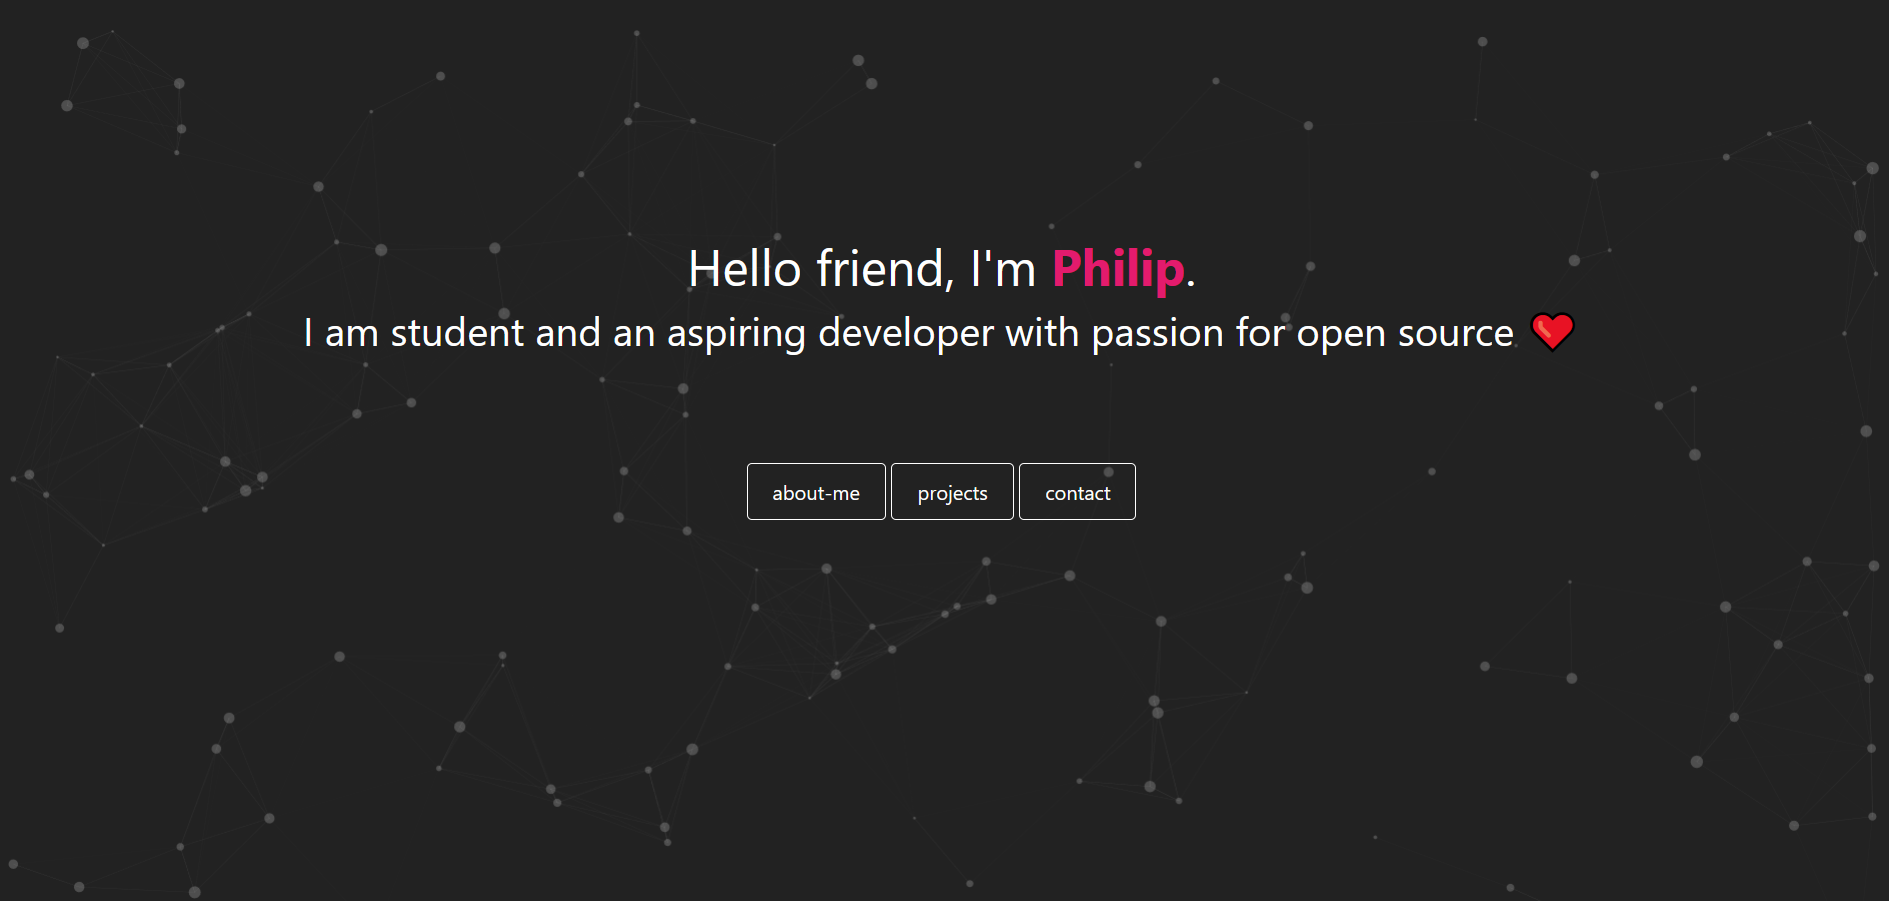 Hello friend, I'm Philip.
I am student and an aspiring developer with passion for open source ❤️
about-me
projects
contact